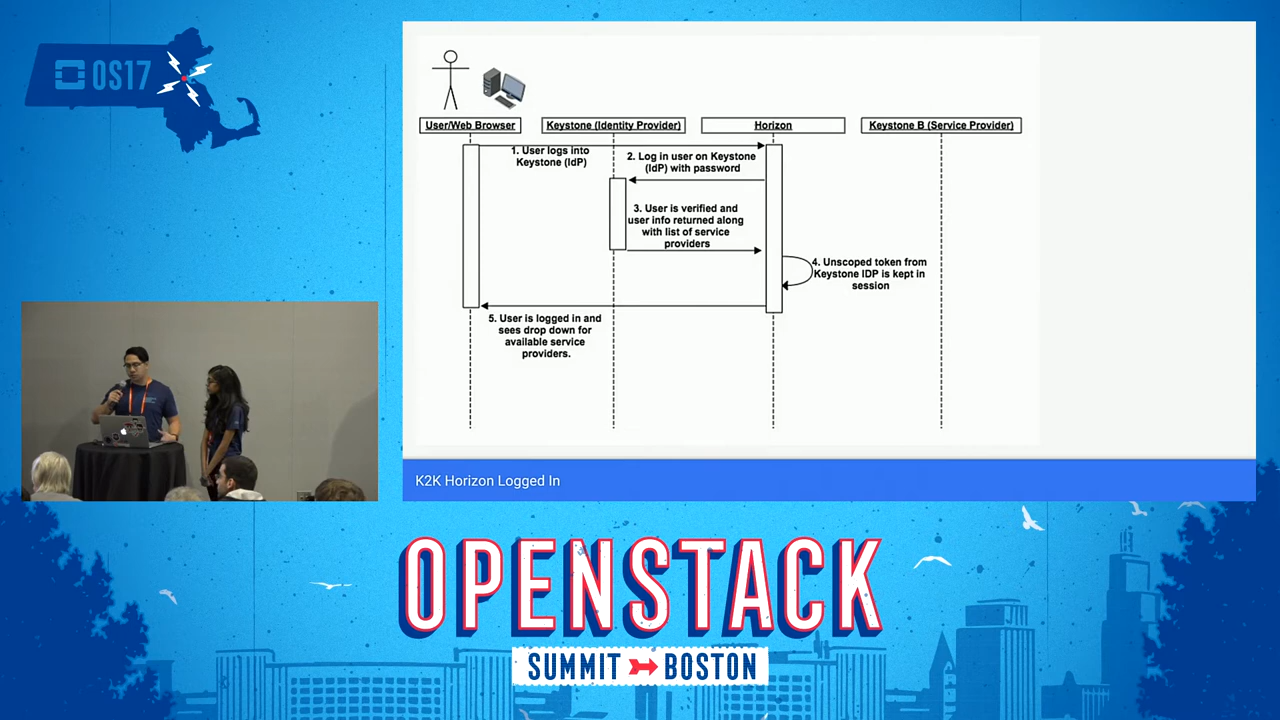 OS17
User/Web Browser
Keystone (Identity Provider)
Horizon
Keystone B (Service Provider)
1. User logs into
Keystone (IdP)
2. Log in user on Keystone
(IdP) with password
3. User is verified and
user info returned along
with list of service
providers
4. Unscoped token from
Keystone IDP is kept in
session
5. User is logged in and
sees drop down for
available service
providers.
K2K Horizon Logged In
OPENSTACK
SUMMIT BOSTON